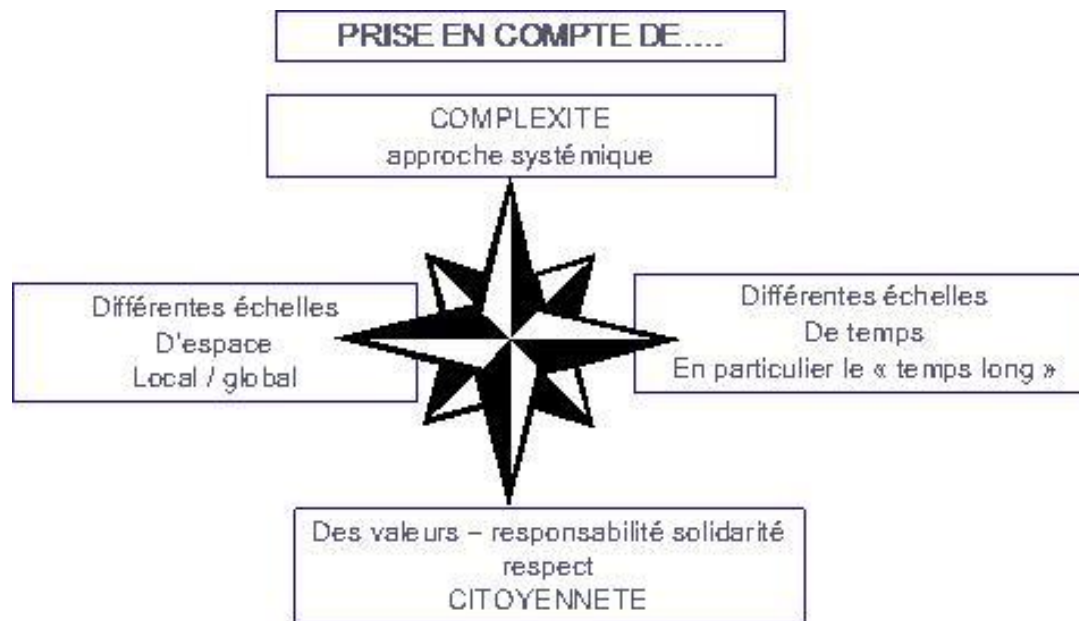 PRISE EN COMPTE DE.....
COMPLEXITE
approche systémique
Différentes échelles
D'espace
Local / global
Différentes échelles
De temps
En particulier le « temps long »
Des valeurs – responsabilité solidarité
respect
CITOYENNETE